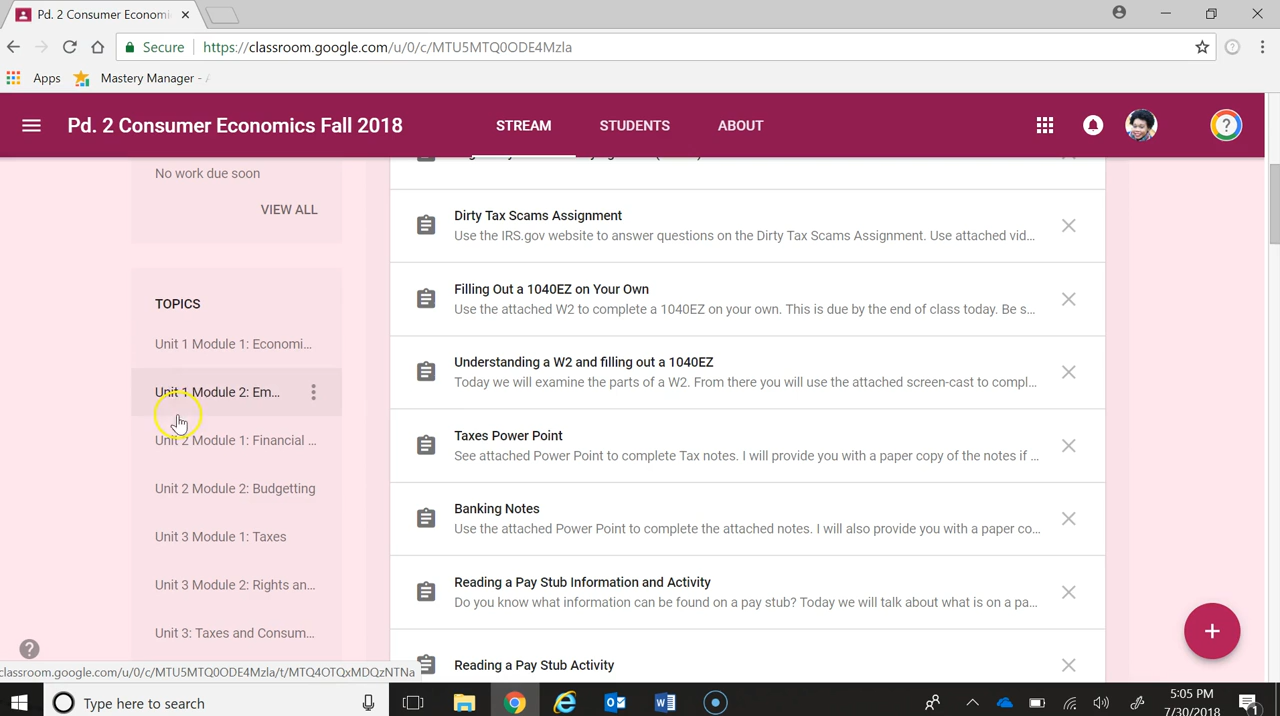 Pd. 2 Consumer Economi
Secure
https://classroom.google.com/u/0/c/MTU5MTQ0ODE4Mzla
Apps
Mastery Manager -
Pd. 2 Consumer Economics Fall 2018
STREAM
STUDENTS
ABOUT
No work due soon
VIEW ALL
TOPICS
Unit 1 Module 1: Economi...
Unit 1 Module 2: Em...
Unit 2 Module 1: Financial ...
Unit 2 Module 2: Budgetting
Unit 3 Module 1: Taxes
Unit 3 Module 2: Rights an...
Unit 3: Taxes and Consum...
Dirty Tax Scams Assignment
Use the IRS.gov website to answer questions on the Dirty Tax Scams Assignment. Use attached vid...
Filling Out a 1040EZ on Your Own
Use the attached W2 to complete a 1040EZ on your own. This is due by the end of class today. Be s...
Understanding a W2 and filling out a 1040EZ
Today we will examine the parts of a W2. From there you will use the attached screen-cast to compl...
Taxes Power Point
See attached Power Point to complete Tax notes. I will provide you with a paper copy of the notes if ...
Banking Notes
Use the attached Power Point to complete the attached notes. I will also provide you with a paper co...
Reading a Pay Stub Information and Activity
Do you know what information can be found on a pay stub? Today we will talk about what is on a pa...
Reading a Pay Stub Activity
classroom.google.com/u/0/c/MTU5MTQ0ODE4Mzla/t/MTQ4OTQxMDQzNTNa
Type here to search
5:05 PM
7/30/2018